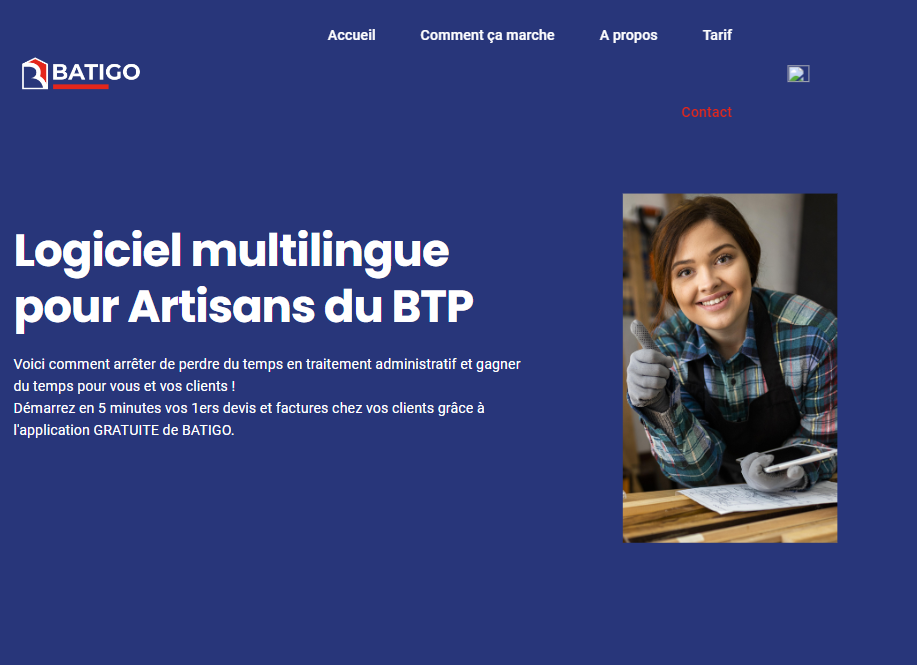 Accueil Comment ça marche A propos Tarif
BATIGO
Contact
Logiciel multilingue
pour Artisans du BTP
Voici comment arrêter de perdre du temps en traitement administratif et gagner
du temps pour vous et vos clients !
Démarrez en 5 minutes vos 1ers devis et factures chez vos clients grâce à
l'application GRATUITE de BATIGO.